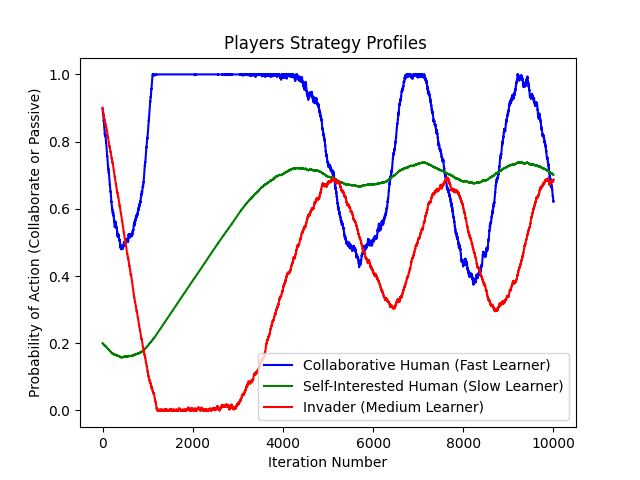 Players Strategy Profiles
Probability of Action (Collaborate or Passive)
1.0
0.8
0.6
0.4
0.2
0.0
Collaborative Human (Fast Learner)
Self-Interested Human (Slow Learner)
Invader (Medium Learner)
0 2000 4000 6000 8000 10000
Iteration Number